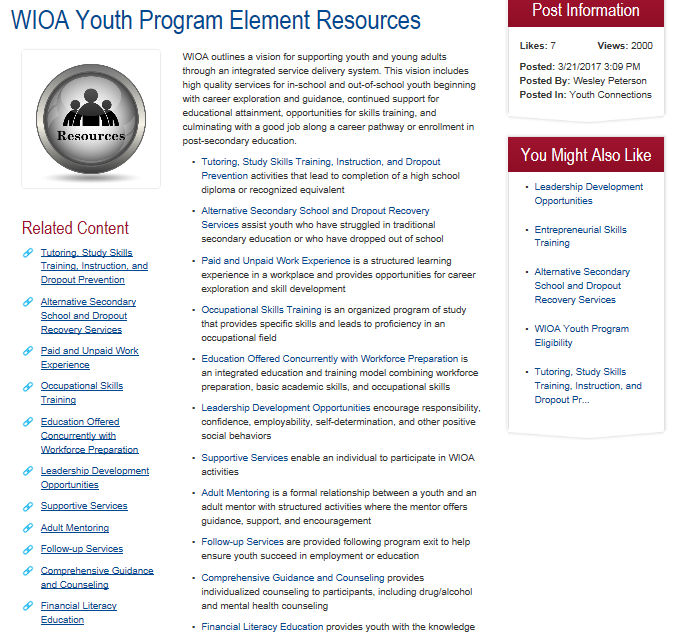 WIOA Youth Program Element Resources
Resources
Related Content
Tutoring, Study Skills
Training, Instruction, and
Dropout Prevention
Alternative Secondary
School and Dropout
Recovery Services
Paid and Unpaid Work
Experience
Occupational Skills
Training
Education Offered
Concurrently with
Workforce Preparation
Leadership Development
Opportunities
Supportive Services
Adult Mentoring
Follow-up Services
Comprehensive Guidance
and Counseling
Financial Literacy
Education
WIOA outlines a vision for supporting youth and young adults
through an integrated service delivery system. This vision includes
high quality services for in-school and out-of-school youth beginning
with career exploration and guidance, continued support for
educational attainment, opportunities for skills training, and
culminating with a good job along a career pathway or enrollment in
post-secondary education.
• Tutoring, Study Skills Training, Instruction, and Dropout
Prevention activities that lead to completion of a high school
diploma or recognized equivalent
• Alternative Secondary School and Dropout Recovery
Services assist youth who have struggled in traditional
secondary education or who have dropped out of school
• Paid and Unpaid Work Experience is a structured learning
experience in a workplace and provides opportunities for career
exploration and skill development
• Occupational Skills Training is an organized program of study
that provides specific skills and leads to proficiency in an
occupational field
• Education Offered Concurrently with Workforce Preparation is
an integrated education and training model combining workforce
preparation, basic academic skills, and occupational skills
• Leadership Development Opportunities encourage responsibility,
confidence, employability, self-determination, and other positive
social behaviors
• Supportive Services enable an individual to participate in WIOA
activities
• Adult Mentoring is a formal relationship between a youth and an
adult mentor with structured activities where the mentor offers
guidance, support, and encouragement
• Follow-up Services are provided following program exit to help
ensure youth succeed in employment or education
• Comprehensive Guidance and Counseling provides
individualized counseling to participants, including drug/alcohol
and mental health counseling
• Financial Literacy Education provides youth with the knowledge
Post Information
Likes: 7 Views: 2000
Posted: 3/21/2017 3:09 PM
Posted By: Wesley Peterson
Posted In: Youth Connections
You Might Also Like
• Leadership Development
Opportunities
• Entrepreneurial Skills
Training
• Alternative Secondary
School and Dropout
Recovery Services
• WIOA Youth Program
Eligibility
• Tutoring, Study Skills
Training, Instruction, and
Dropout Pr...